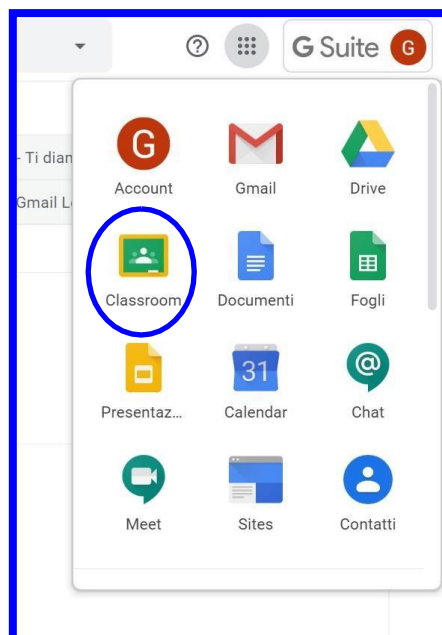 G Suite G
- Ti dian
Gmail L
G
Account Gmail Drive
Classroom Documenti Fogli
31 @
Presentaz... Calendar Chat
Meet Sites Contatti